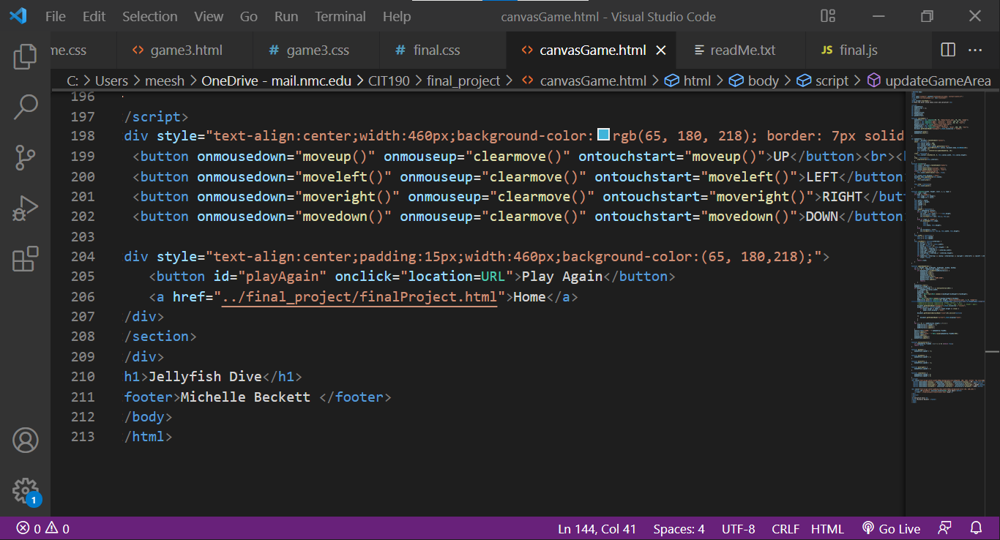 File Edit Selection View Go Run Terminal Help canvasGame.html - Visual Studio Code
me.css <> game3.html # game3.css # final.css <> canvasGame.html readMe.txt JS final.js ...
C: > Users > meesh > OneDrive - mail.nmc.edu > CIT190 > final_project > <> canvasGame.html > html > body > script > updateGameArea
196
197 /script>
198 div style="text-align:center;width:460px;background-color: rgb(65, 180, 218); border: 7px solid
199 <button onmousedown="moveup()" onmouseup="clearmove()" ontouchstart="moveup()">UP</button><br><
200 <button onmousedown="moveleft()" onmouseup="clearmove()" ontouchstart="moveleft()">LEFT</button
201 <button onmousedown="moveright()" onmouseup="clearmove()" ontouchstart="moveright()">RIGHT</butt
202 <button onmousedown="movedown()" onmouseup="clearmove()" ontouchstart="movedown()">DOWN</button
203
204 div style="text-align:center;padding:15px;width:460px;background-color:(65, 180,218);">
205 <button id="playAgain" onclick="location=URL">Play Again</button>
206 <a href="../final_project/finalProject.html">Home</a>
207 /div>
208 /section>
209 /div>
210 h1>Jellyfish Dive</h1>
211 footer>Michelle Beckett </footer>
212 /body>
213 /html>
1
0 0 Ln 144, Col 41 Spaces: 4 UTF-8 CRLF HTML Go Live